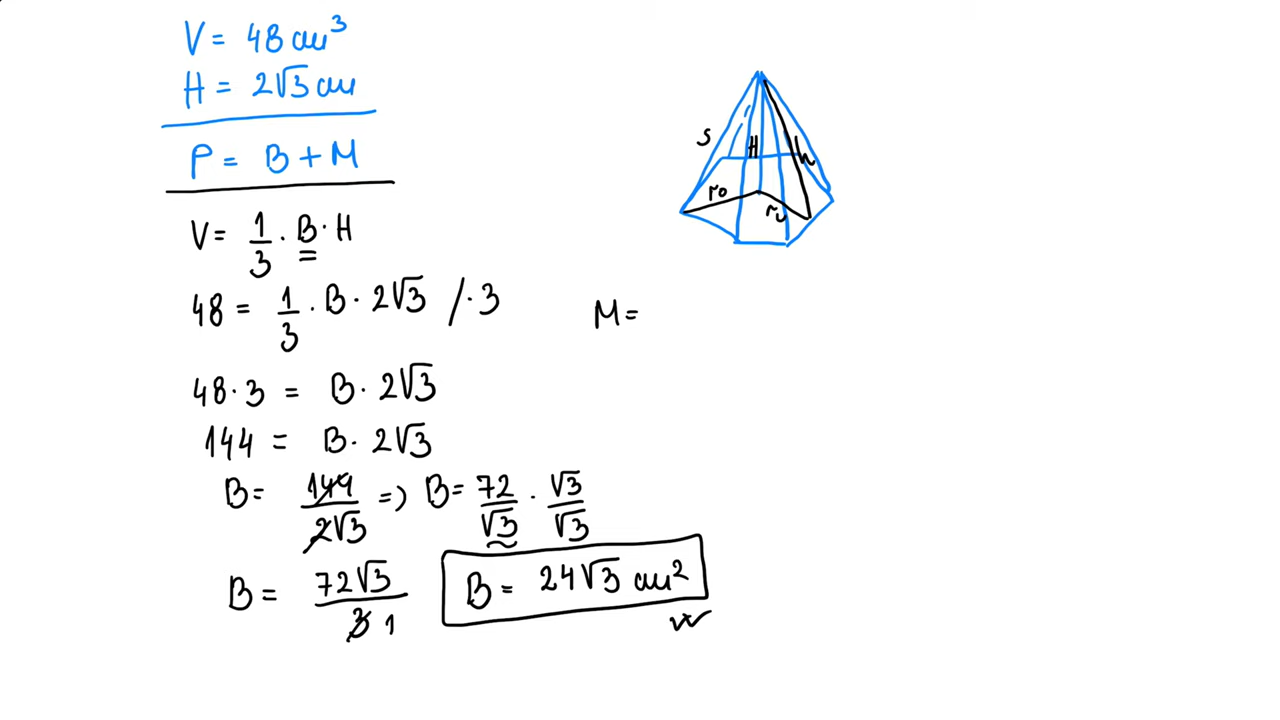 V = 48 cm³
H = 2√3 cm
P = B + M
V = 1/3 · B · H
48 = 1/3 · B · 2√3 / · 3
48 · 3 = B · 2√3
144 = B · 2√3
B = 144/2√3 => B = 72/√3 · √3/√3
B = 72√3/3 1
B = 24√3 cm²
s
H
h
ro
ru
M =